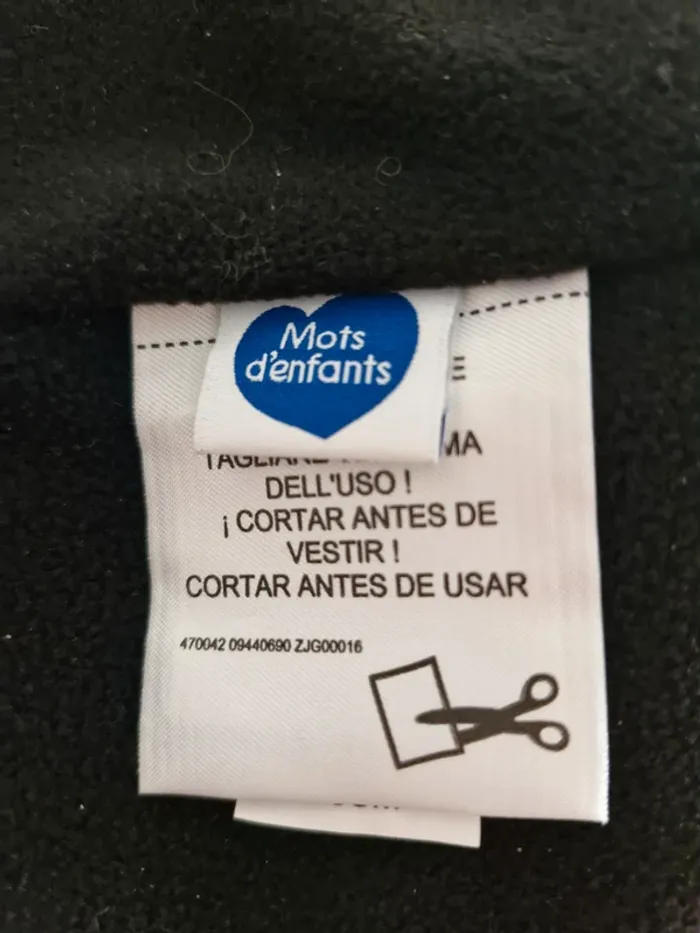 Mots
d'enfants
DELL'USO !
¡ CORTAR ANTES DE
VESTIR !
CORTAR ANTES DE USAR
470042 09440690 ZJG00016